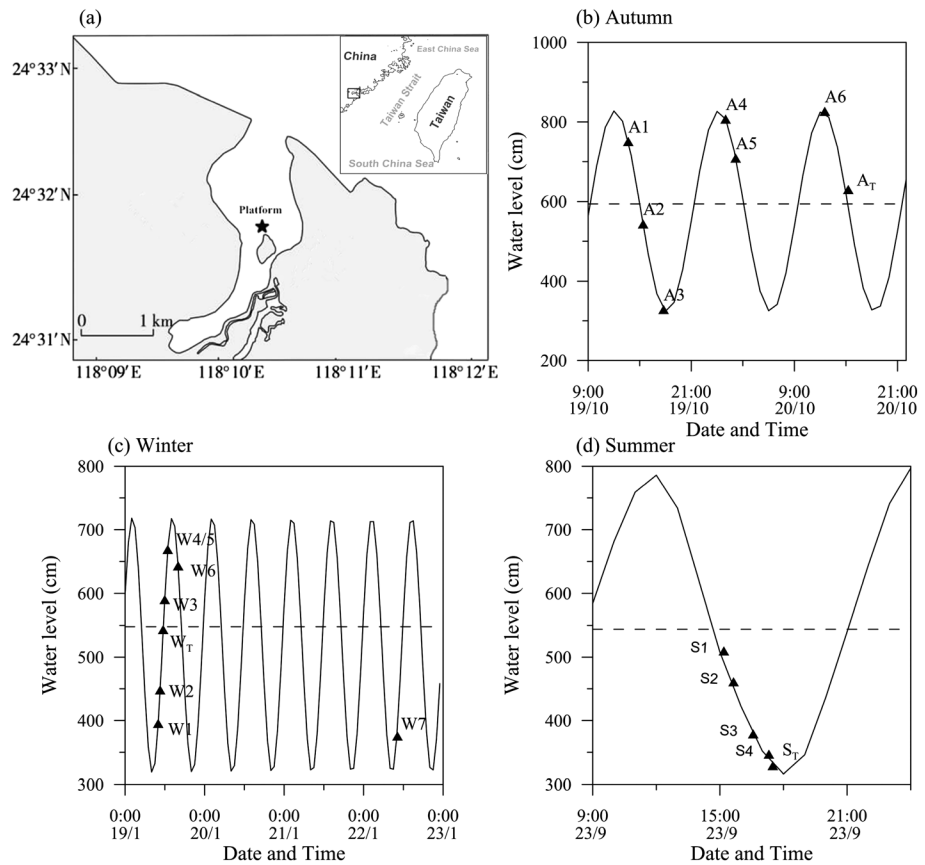 (a)
24°33′N
24°32′N
24°31′N
118°09′E
118°10′E
118°11′E
118°12′E
Platform
0
1 km
China
East China Sea
Taiwan Strait
Taiwan
South China Sea
(b) Autumn
1000
800
600
400
200
Water level (cm)
A1
A2
A3
A4
A5
A6
AT
9:00
19/10
21:00
19/10
9:00
20/10
21:00
20/10
Date and Time
(c) Winter
800
700
600
500
400
300
Water level (cm)
W4/5
W6
W3
WT
W2
W1
W7
0:00
19/1
0:00
20/1
0:00
21/1
0:00
22/1
0:00
23/1
Date and Time
(d) Summer
800
700
600
500
400
300
Water level (cm)
S1
S2
S3
S4
ST
9:00
23/9
15:00
23/9
21:00
23/9
Date and Time